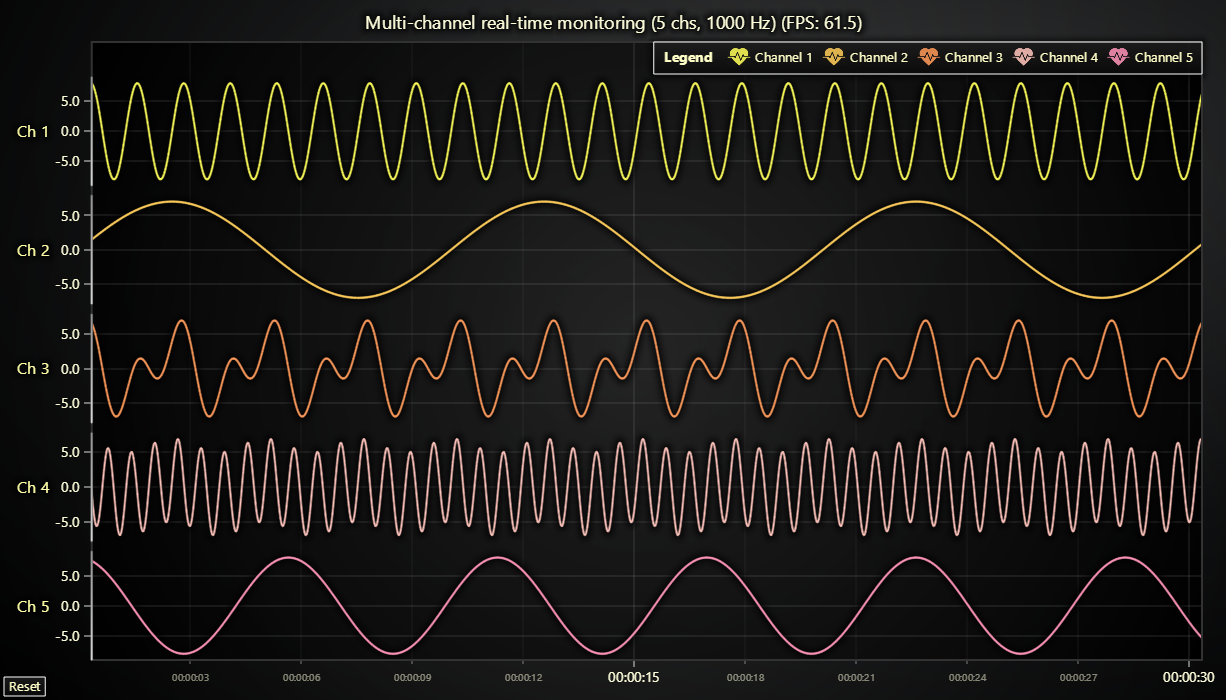 Multi-channel real-time monitoring (5 chs, 1000 Hz) (FPS: 61.5)
Legend Channel 1 Channel 2 Channel 3 Channel 4 Channel 5
5.0
Ch 1 0.0
-5.0
5.0
Ch 2 0.0
-5.0
5.0
Ch 3 0.0
-5.0
5.0
Ch 4 0.0
-5.0
5.0
Ch 5 0.0
-5.0
00:00:03 00:00:06 00:00:09 00:00:12 00:00:15 00:00:18 00:00:21 00:00:24 00:00:27 00:00:30
Reset